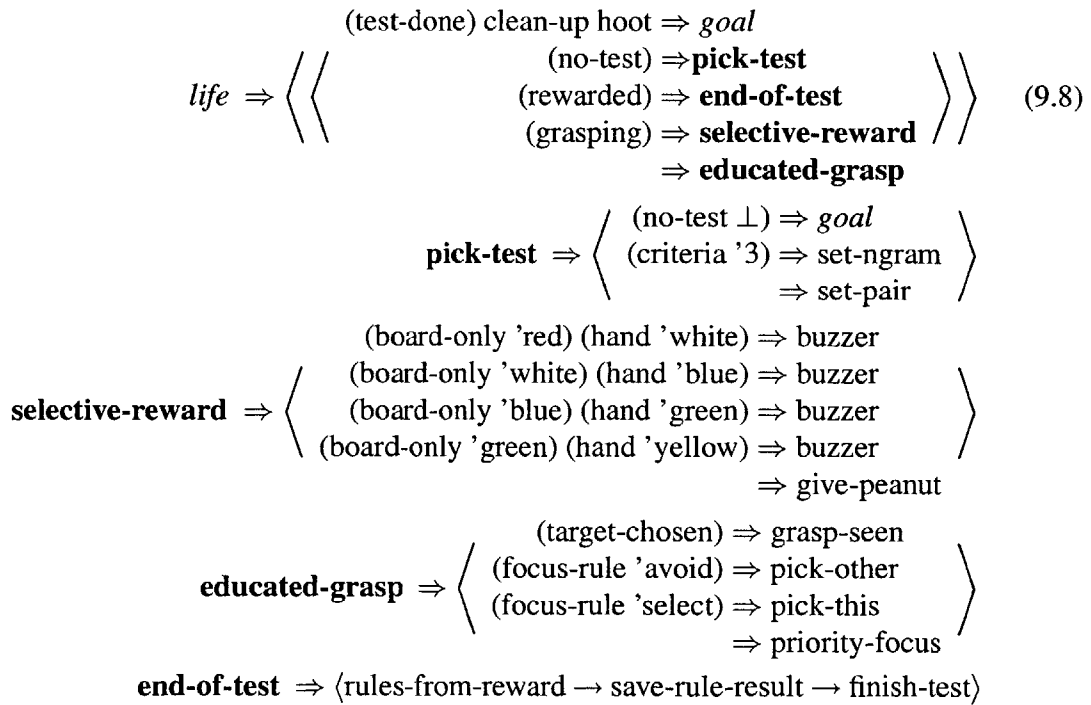 (test-done) clean-up hoot ⇒ goal
(no-test) ⇒pick-test
life ⇒ ⟨⟨ (rewarded) ⇒ end-of-test ⟩⟩ (9.8)
(grasping) ⇒ selective-reward
⇒ educated-grasp
(no-test ⊥) ⇒ goal
pick-test ⇒ ⟨ (criteria '3) ⇒ set-ngram ⟩
⇒ set-pair
(board-only 'red) (hand 'white) ⇒ buzzer
(board-only 'white) (hand 'blue) ⇒ buzzer
selective-reward ⇒ ⟨ (board-only 'blue) (hand 'green) ⇒ buzzer ⟩
(board-only 'green) (hand 'yellow) ⇒ buzzer
⇒ give-peanut
(target-chosen) ⇒ grasp-seen
(focus-rule 'avoid) ⇒ pick-other
educated-grasp ⇒ ⟨ (focus-rule 'select) ⇒ pick-this ⟩
⇒ priority-focus
end-of-test ⇒ ⟨rules-from-reward → save-rule-result → finish-test⟩